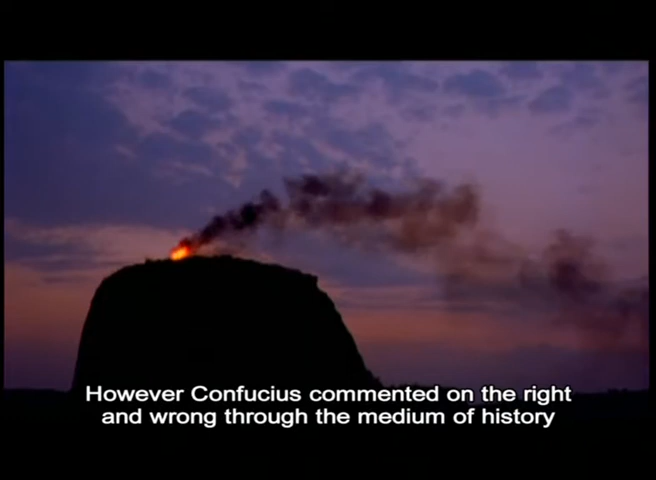 However Confucius commented on the right
and wrong through the medium of history